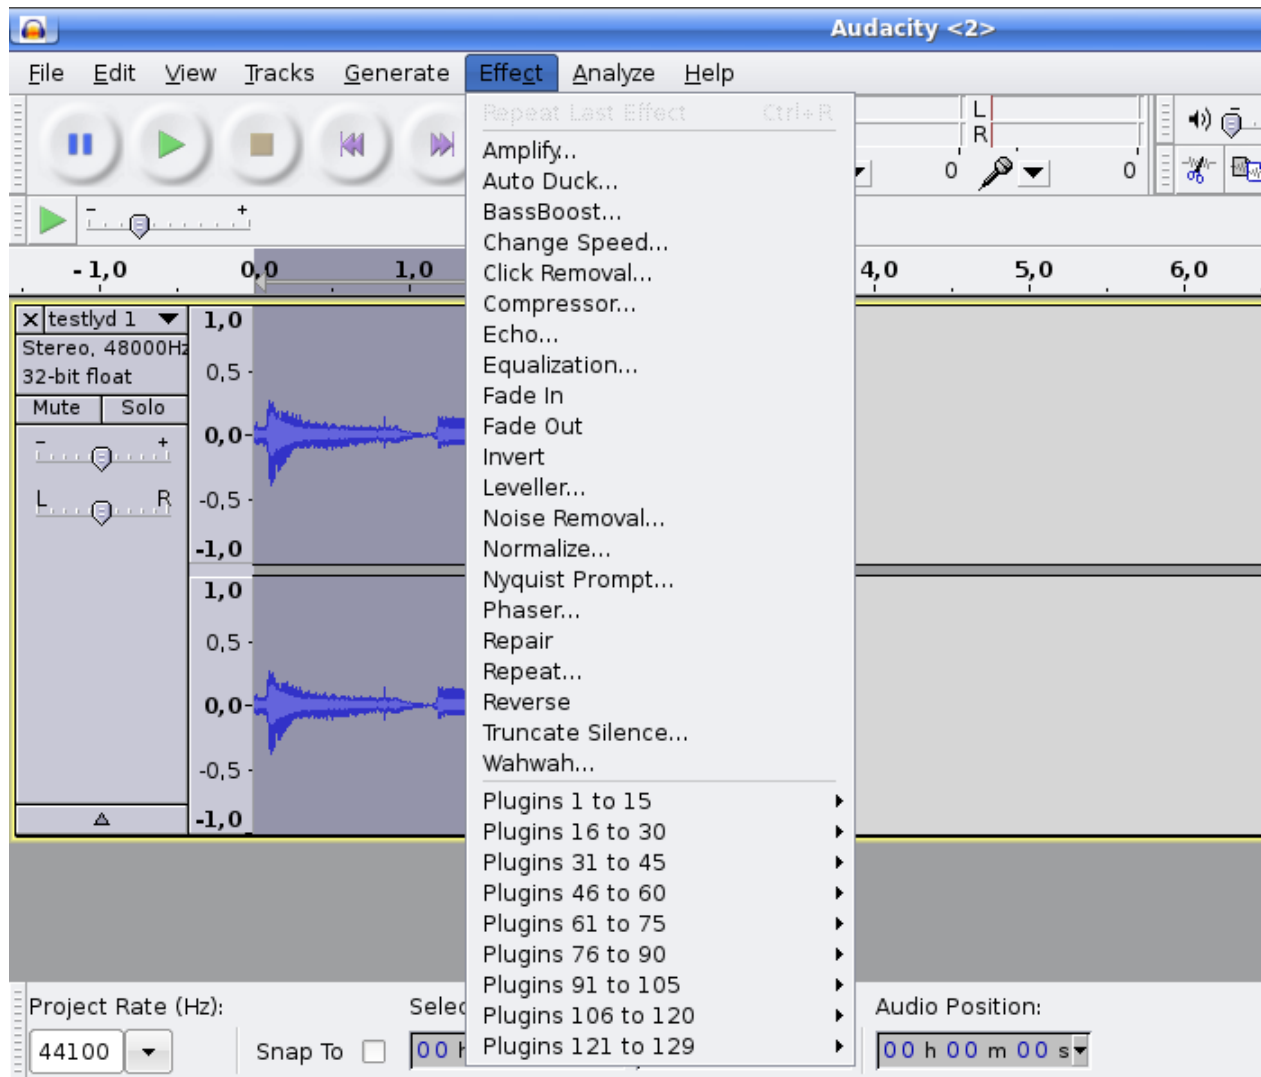 Audacity <2>
File Edit View Tracks Generate Effect Analyze Help
Repeat Last Effect Ctrl+R
Amplify...
Auto Duck...
BassBoost...
Change Speed...
Click Removal...
Compressor...
Echo...
Equalization...
Fade In
Fade Out
Invert
Leveller...
Noise Removal...
Normalize...
Nyquist Prompt...
Phaser...
Repair
Repeat...
Reverse
Truncate Silence...
Wahwah...
Plugins 1 to 15
Plugins 16 to 30
Plugins 31 to 45
Plugins 46 to 60
Plugins 61 to 75
Plugins 76 to 90
Plugins 91 to 105
Plugins 106 to 120
Plugins 121 to 129
L
R
0 0
- +
-1,0 0,0 1,0 4,0 5,0 6,0
testlyd 1
Stereo, 48000Hz
32-bit float
Mute Solo
- +
L R
1,0
0,5
0,0
-0,5
-1,0
1,0
0,5
0,0
-0,5
-1,0
Project Rate (Hz):
44100
Snap To
00
Audio Position:
00 h 00 m 00 s